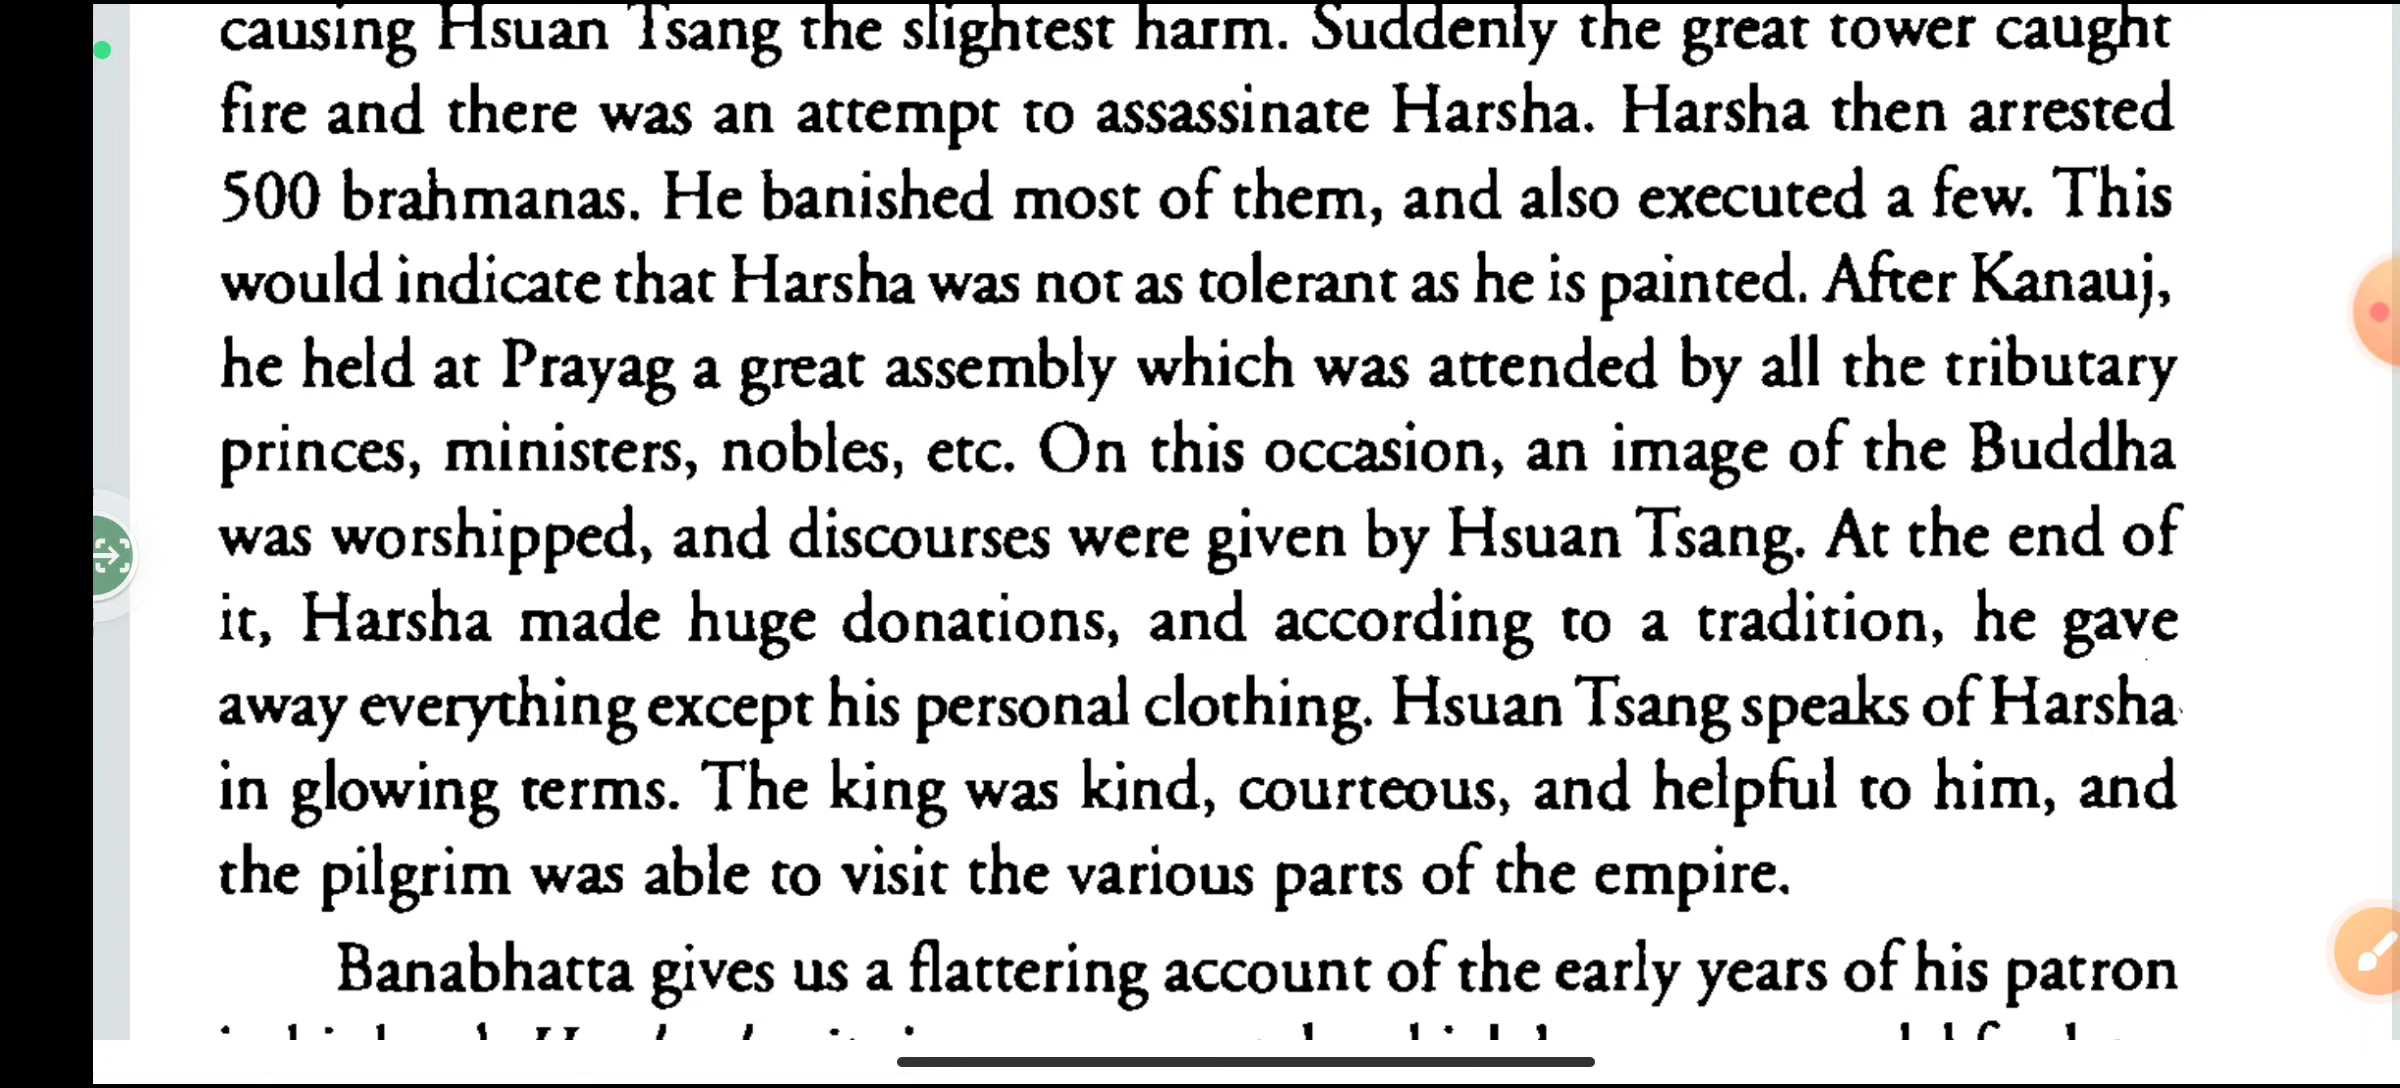 causing Hsuan Tsang the slightest harm. Suddenly the great tower caught
fire and there was an attempt to assassinate Harsha. Harsha then arrested
500 brahmanas. He banished most of them, and also executed a few. This
would indicate that Harsha was not as tolerant as he is painted. After Kanauj,
he held at Prayag a great assembly which was attended by all the tributary
princes, ministers, nobles, etc. On this occasion, an image of the Buddha
was worshipped, and discourses were given by Hsuan Tsang. At the end of
it, Harsha made huge donations, and according to a tradition, he gave
away everything except his personal clothing. Hsuan Tsang speaks of Harsha
in glowing terms. The king was kind, courteous, and helpful to him, and
the pilgrim was able to visit the various parts of the empire.
Banabhatta gives us a flattering account of the early years of his patron